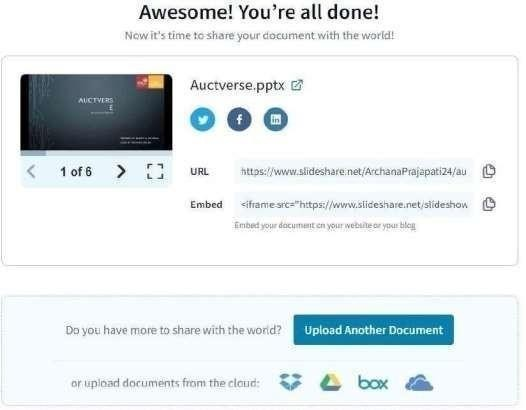 Awesome! You’re all done!
Now it's time to share your document with the world!
AUCTVERS
E
Auctverse.pptx
1 of 6
URL
https://www.slideshare.net/ArchanaPrajapati24/au
Embed
<iframe src="https://www.slideshare.net/slideshow
Embed your document on your website or your blog
Do you have more to share with the world?
Upload Another Document
or upload documents from the cloud:
box